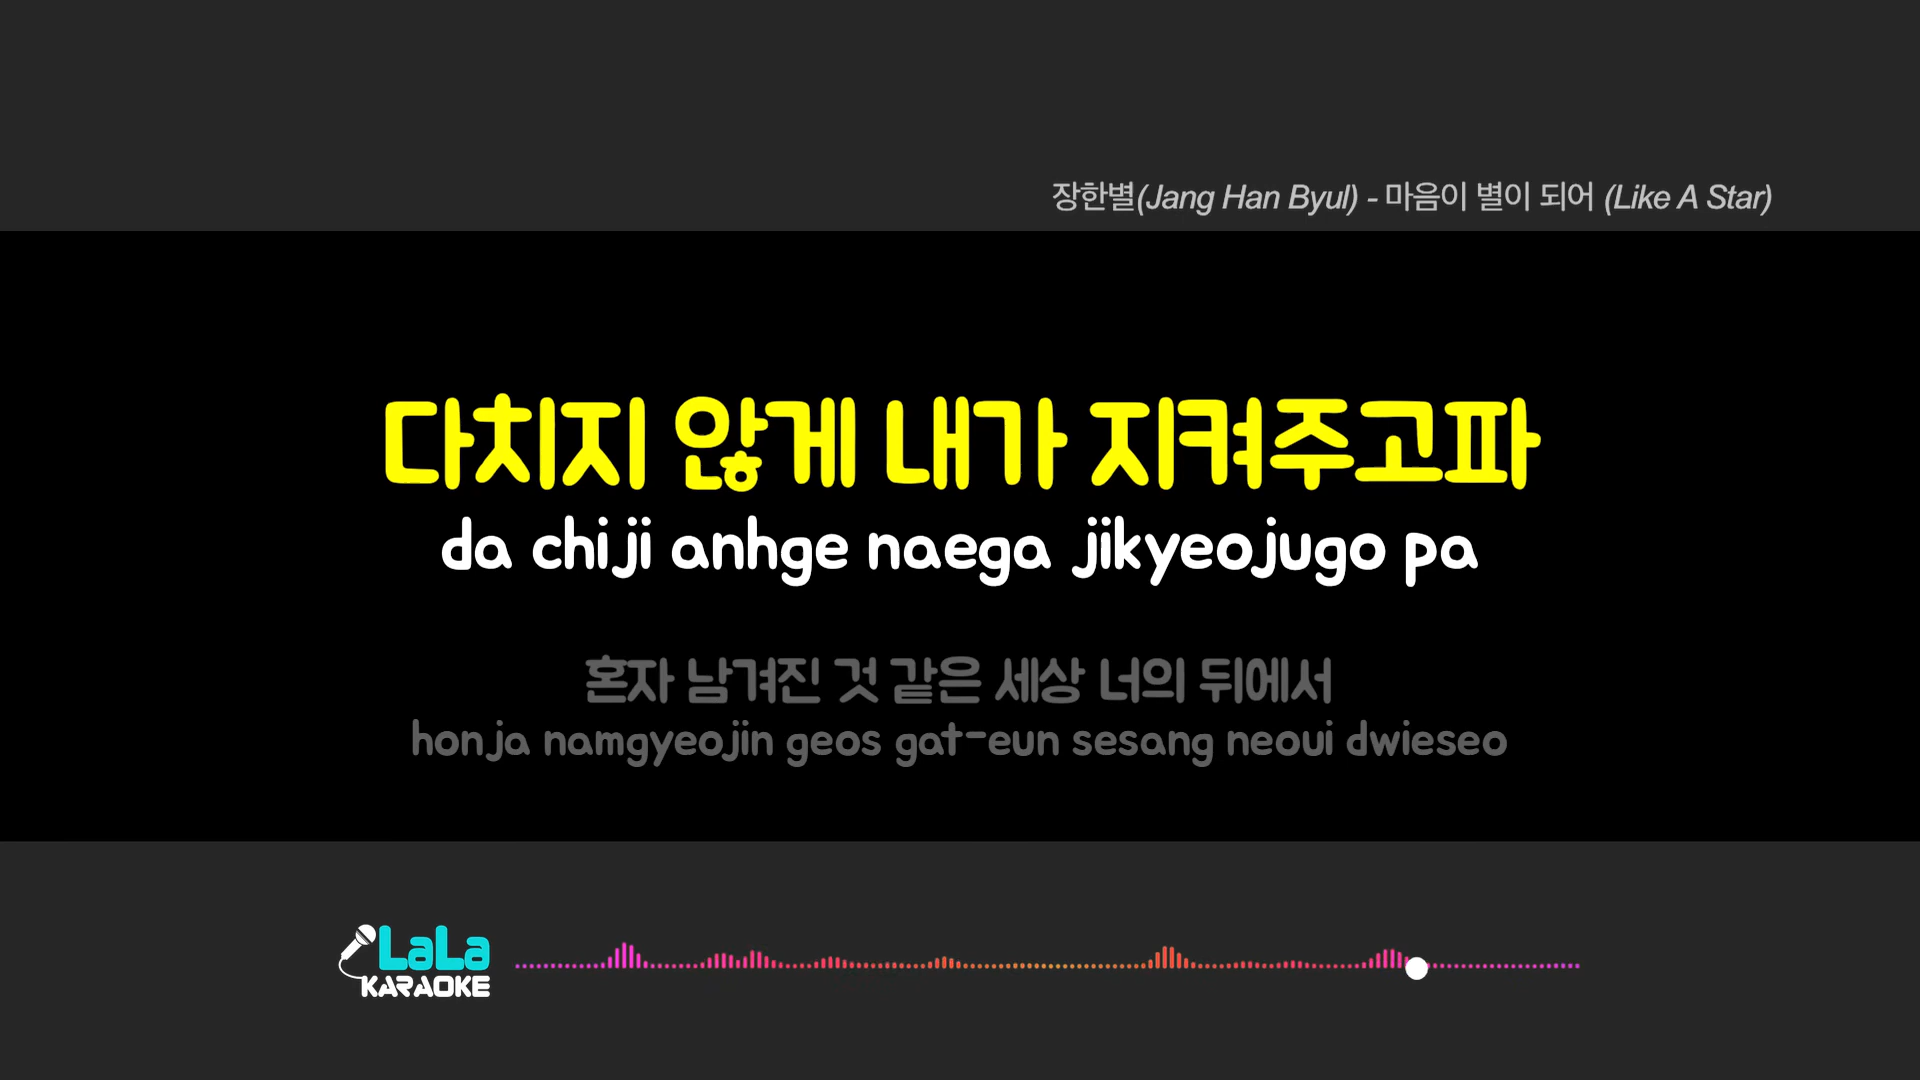 장한별(Jang Han Byul) - 마음이 별이 되어 (Like A Star)
다치지 않게 내가 지켜주고파
da chiji anhge naega jikyeojugo pa
혼자 남겨진 것 같은 세상 너의 뒤에서
honja namgyeojin geos gat-eun sesang neoui dwieseo
LaLa
KARAOKE